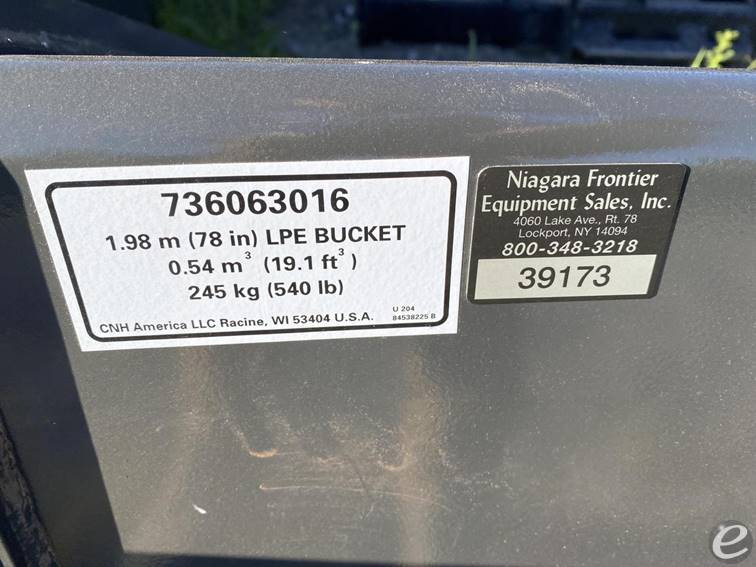 736063016
1.98 m (78 in) LPE BUCKET
0.54 m³ (19.1 ft³)
245 kg (540 lb)
CNH America LLC Racine, WI 53404 U.S.A.
U 204
84538225 B
Niagara Frontier
Equipment Sales, Inc.
4060 Lake Ave., Rt. 78
Lockport, NY 14094
800-348-3218
39173
e